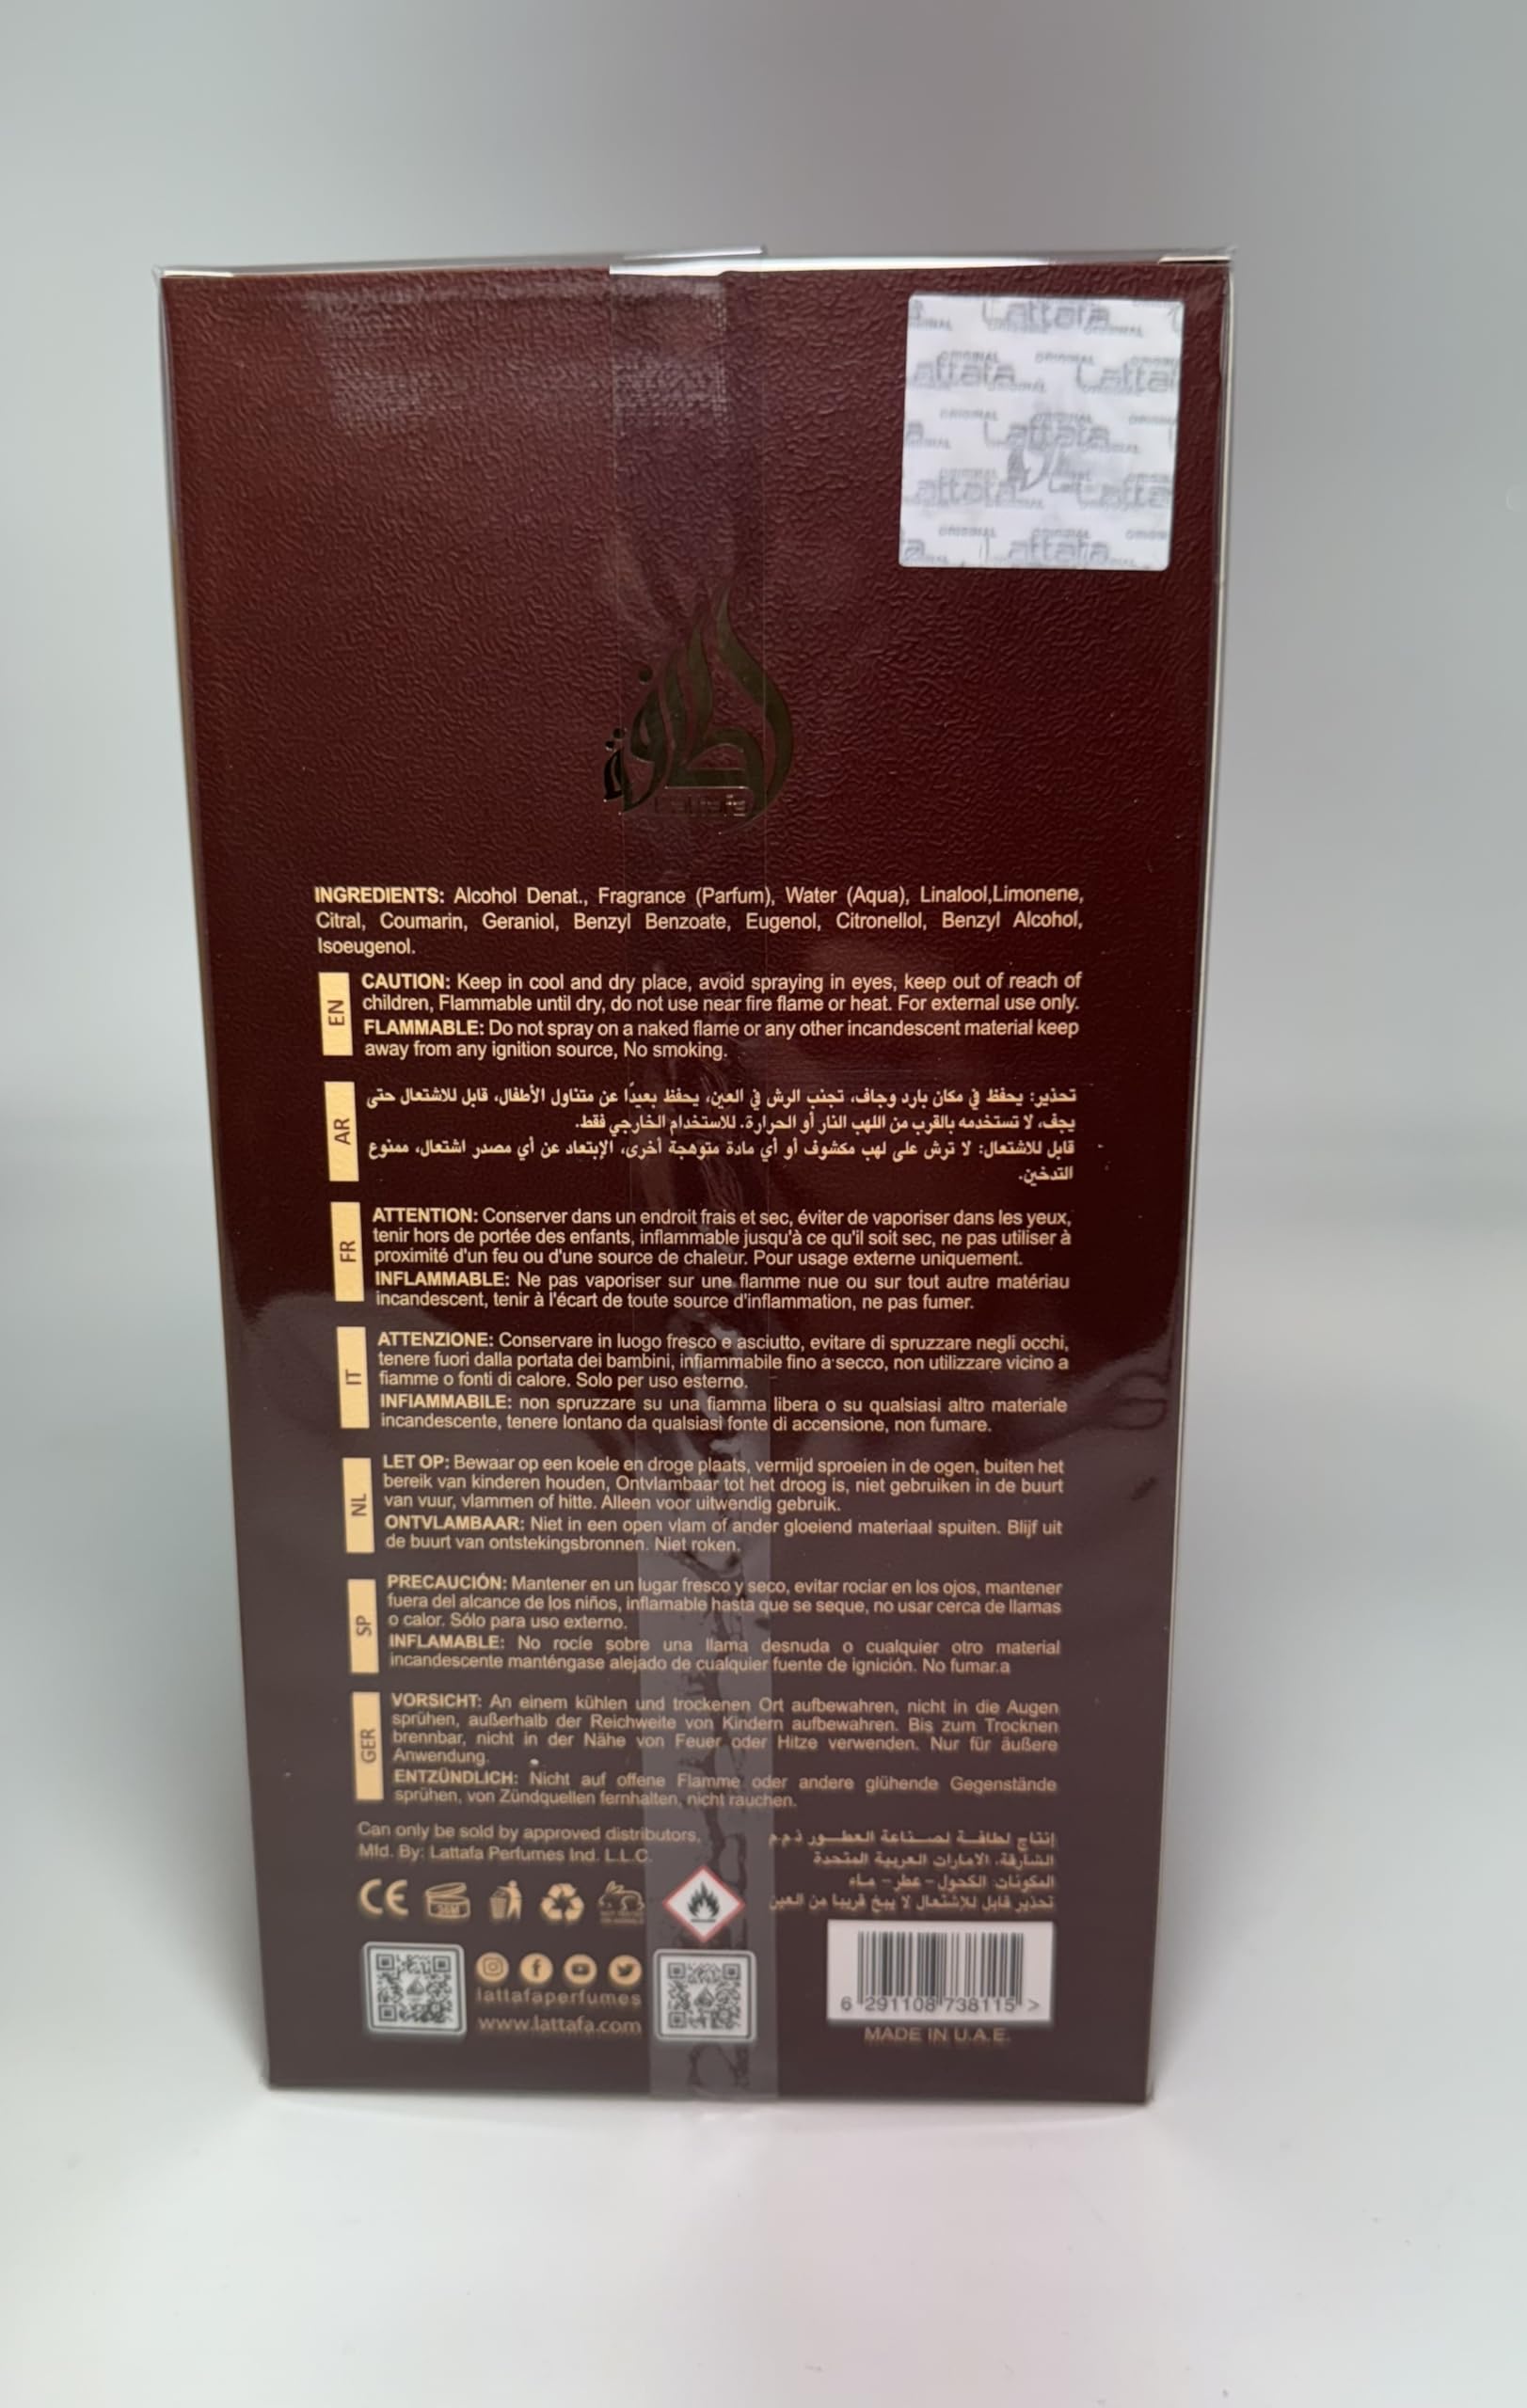 Lattafa
ORIGINAL
لطافة
Lattafa
INGREDIENTS: Alcohol Denat., Fragrance (Parfum), Water (Aqua), Linalool,Limonene,
Citral, Coumarin, Geraniol, Benzyl Benzoate, Eugenol, Citronellol, Benzyl Alcohol,
Isoeugenol.
EN
CAUTION: Keep in cool and dry place, avoid spraying in eyes, keep out of reach of
children, Flammable until dry, do not use near fire flame or heat. For external use only.
FLAMMABLE: Do not spray on a naked flame or any other incandescent material keep
away from any ignition source, No smoking.
AR
تحذير: يحفظ في مكان بارد وجاف، تجنب الرش في العين، يحفظ بعيدًا عن متناول الأطفال، قابل للاشتعال حتى
يجف، لا تستخدمه بالقرب من اللهب النار أو الحرارة. للاستخدام الخارجي فقط.
قابل للاشتعال: لا ترش على لهب مكشوف أو أي مادة متوهجة أخرى، الإبتعاد عن أي مصدر اشتعال، ممنوع
التدخين.
FR
ATTENTION: Conserver dans un endroit frais et sec, éviter de vaporiser dans les yeux,
tenir hors de portée des enfants, inflammable jusqu'à ce qu'il soit sec, ne pas utiliser à
proximité d'un feu ou d'une source de chaleur. Pour usage externe uniquement.
INFLAMMABLE: Ne pas vaporiser sur une flamme nue ou sur tout autre matériau
incandescent, tenir à l'écart de toute source d'inflammation, ne pas fumer.
IT
ATTENZIONE: Conservare in luogo fresco e asciutto, evitare di spruzzare negli occhi,
tenere fuori dalla portata dei bambini, infiammabile fino a secco, non utilizzare vicino a
fiamme o fonti di calore. Solo per uso esterno.
INFIAMMABILE: non spruzzare su una fiamma libera o su qualsiasi altro materiale
incandescente, tenere lontano da qualsiasi fonte di accensione, non fumare.
NL
LET OP: Bewaar op een koele en droge plaats, vermijd sproeien in de ogen, buiten het
bereik van kinderen houden, Ontvlambaar tot het droog is, niet gebruiken in de buurt
van vuur, vlammen of hitte. Alleen voor uitwendig gebruik.
ONTVLAMBAAR: Niet in een open vlam of ander gloeiend materiaal spuiten. Blijf uit
de buurt van ontstekingsbronnen. Niet roken.
SP
PRECAUCIÓN: Mantener en un lugar fresco y seco, evitar rociar en los ojos, mantener
fuera del alcance de los niños, inflamable hasta que se seque, no usar cerca de llamas
o calor. Sólo para uso externo.
INFLAMABLE: No rocíe sobre una llama desnuda o cualquier otro material
incandescente manténgase alejado de cualquier fuente de ignición. No fumar.a
GER
VORSICHT: An einem kühlen und trockenen Ort aufbewahren, nicht in die Augen
sprühen, außerhalb der Reichweite von Kindern aufbewahren. Bis zum Trocknen
brennbar, nicht in der Nähe von Feuer oder Hitze verwenden. Nur für äußere
Anwendung.
ENTZÜNDLICH: Nicht auf offene Flamme oder andere glühende Gegenstände
sprühen, von Zündquellen fernhalten, nicht rauchen.
Can only be sold by approved distributors,
Mfd. By: Lattafa Perfumes Ind. L.L.C.
إنتاج لطافة لصناعة العطور ذ.م.م
الشارقة، الامارات العربية المتحدة
المكونات الكحول - عطر - ماء
تحذير قابل للإشتعال لا يبخ قريبا من العين
CE
36M
lattafaperfumes
www.lattafa.com
6 291108 738115 >
MADE IN U.A.E.